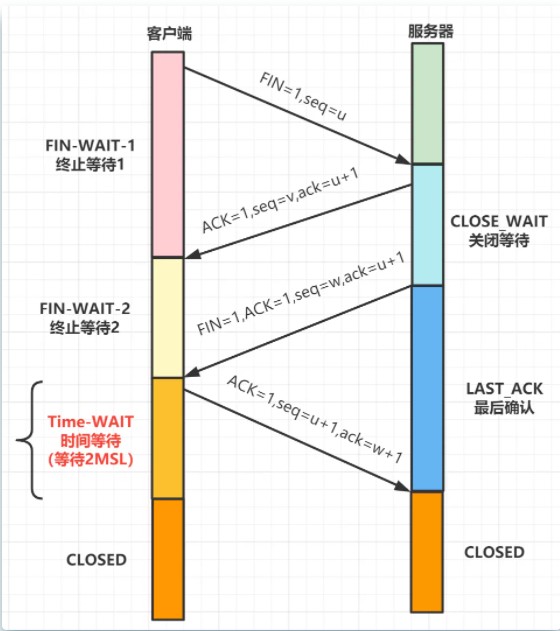 客户端
服务器
FIN=1,seq=u
FIN-WAIT-1
终止等待1
ACK=1,seq=v,ack=u+1
CLOSE_WAIT
关闭等待
FIN=1,ACK=1,seq=w,ack=u+1
FIN-WAIT-2
终止等待2
ACK=1,seq=u+1,ack=w+1
LAST_ACK
最后确认
Time-WAIT
时间等待
(等待2MSL)
CLOSED
CLOSED